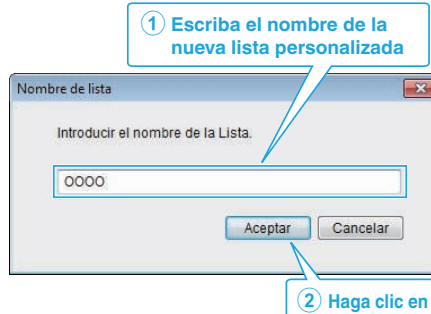 ① Escriba el nombre de la
nueva lista personalizada
Nombre de lista
Introducir el nombre de la Lista.
OOOO
Aceptar Cancelar
② Haga clic en